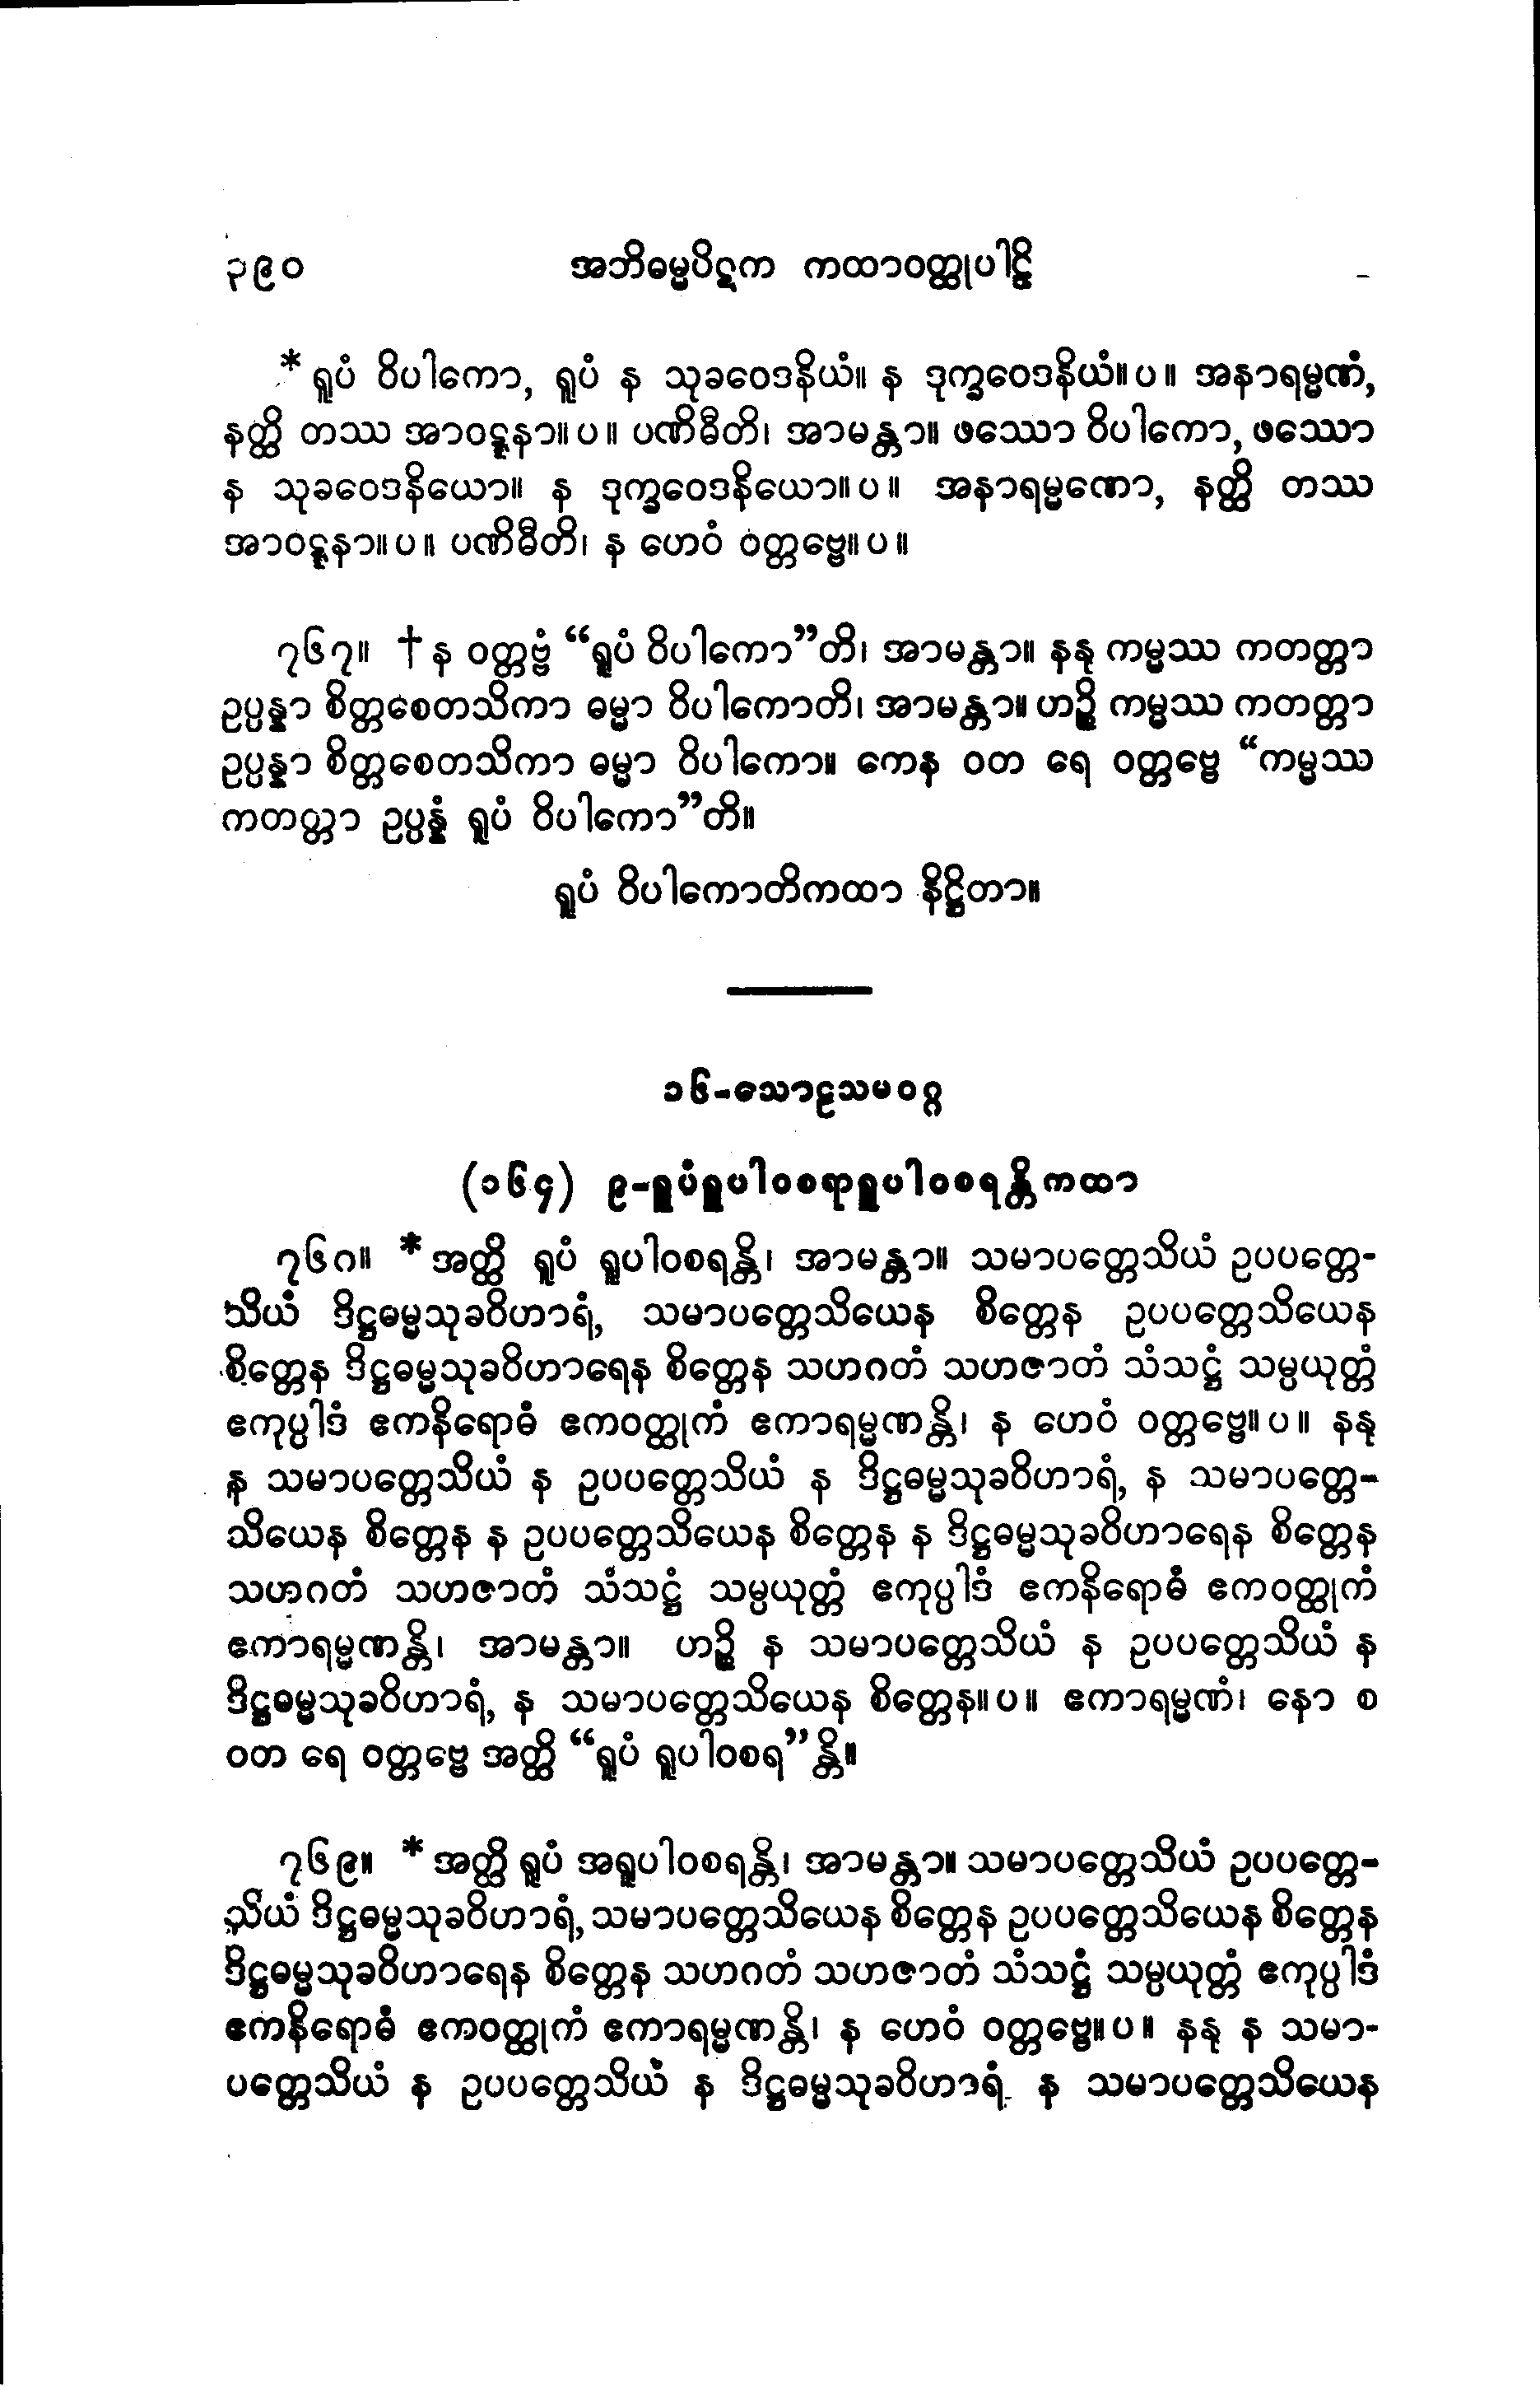 ၃၉၀ အဘိဓမ္မပိဋက ကထာဝတ္ထုပါဠိ
* ရူပံ ဝိပါကော, ရူပံ န သုခဝေဒနိယံ။ န ဒုက္ခဝေဒနိယံ။ ပ ။ အနာရမ္မဏံ,
နတ္ထိ တဿ အာဝဋ္ဋနာ။ ပ ။ ပဏိဓီတိ၊ အာမန္တာ။ ဖဿော ဝိပါကော, ဖဿော
န သုခဝေဒနိယော။ န ဒုက္ခဝေဒနိယော။ ပ ။ အနာရမ္မဏော, နတ္ထိ တဿ
အာဝဋ္ဋနာ။ ပ ။ ပဏိဓီတိ၊ န ဟေဝံ ဝတ္တဗ္ဗေ။ ပ ။
၇၆၇။ † န ဝတ္တဗ္ဗံ “ရူပံ ဝိပါကော”တိ၊ အာမန္တာ။ နနု ကမ္မဿ ကတတ္တာ
ဥပ္ပန္နာ စိတ္တစေတသိကာ ဓမ္မာ ဝိပါကောတိ၊ အာမန္တာ။ ဟဉ္စိ ကမ္မဿ ကတတ္တာ
ဥပ္ပန္နာ စိတ္တစေတသိကာ ဓမ္မာ ဝိပါကော။ ကေန ဝတ ရေ ဝတ္တဗ္ဗေ “ကမ္မဿ
ကတတ္တာ ဥပ္ပန္နံ ရူပံ ဝိပါကော”တိ။
ရူပံ ဝိပါကောတိကထာ နိဋ္ဌိတာ။
၁၆-သောဠသမဝဂ္ဂ
(၁၆၄) ၉-ရူပံရူပါဝစရာရူပါဝစရန္တိကထာ
၇၆၈။ * အတ္ထိ ရူပံ ရူပါဝစရန္တိ၊ အာမန္တာ။ သမာပတ္တေသိယံ ဥပပတ္တေ-
သိယံ ဒိဋ္ဌဓမ္မသုခဝိဟာရံ, သမာပတ္တေသိယေန စိတ္တေန ဥပပတ္တေသိယေန
စိတ္တေန ဒိဋ္ဌဓမ္မသုခဝိဟာရေန စိတ္တေန သဟဂတံ သဟဇာတံ သံသဋ္ဌံ သမ္ပယုတ္တံ
ဧကုပ္ပါဒံ ဧကနိရောဓံ ဧကဝတ္ထုကံ ဧကာရမ္မဏန္တိ၊ န ဟေဝံ ဝတ္တဗ္ဗေ။ ပ ။ နနု
န သမာပတ္တေသိယံ န ဥပပတ္တေသိယံ န ဒိဋ္ဌဓမ္မသုခဝိဟာရံ, န သမာပတ္တေ-
သိယေန စိတ္တေန န ဥပပတ္တေသိယေန စိတ္တေန န ဒိဋ္ဌဓမ္မသုခဝိဟာရေန စိတ္တေန
သဟဂတံ သဟဇာတံ သံသဋ္ဌံ သမ္ပယုတ္တံ ဧကုပ္ပါဒံ ဧကနိရောဓံ ဧကဝတ္ထုကံ
ဧကာရမ္မဏန္တိ၊ အာမန္တာ။ ဟဉ္စိ န သမာပတ္တေသိယံ န ဥပပတ္တေသိယံ န
ဒိဋ္ဌဓမ္မသုခဝိဟာရံ, န သမာပတ္တေသိယေန စိတ္တေန။ ပ ။ ဧကာရမ္မဏံ၊ နော စ
ဝတ ရေ ဝတ္တဗ္ဗေ အတ္ထိ “ရူပံ ရူပါဝစရ”န္တိ။
၇၆၉။ * အတ္ထိ ရူပံ အရူပါဝစရန္တိ၊ အာမန္တာ။ သမာပတ္တေသိယံ ဥပပတ္တေ-
သိယံ ဒိဋ္ဌဓမ္မသုခဝိဟာရံ, သမာပတ္တေသိယေန စိတ္တေန ဥပပတ္တေသိယေန စိတ္တေန
ဒိဋ္ဌဓမ္မသုခဝိဟာရေန စိတ္တေန သဟဂတံ သဟဇာတံ သံသဋ္ဌံ သမ္ပယုတ္တံ ဧကုပ္ပါဒံ
ဧကနိရောဓံ ဧကဝတ္ထုကံ ဧကာရမ္မဏန္တိ၊ န ဟေဝံ ဝတ္တဗ္ဗေ။ ပ ။ နနု န သမာ-
ပတ္တေသိယံ န ဥပပတ္တေသိယံ န ဒိဋ္ဌဓမ္မသုခဝိဟာရံ, န သမာပတ္တေသိယေန